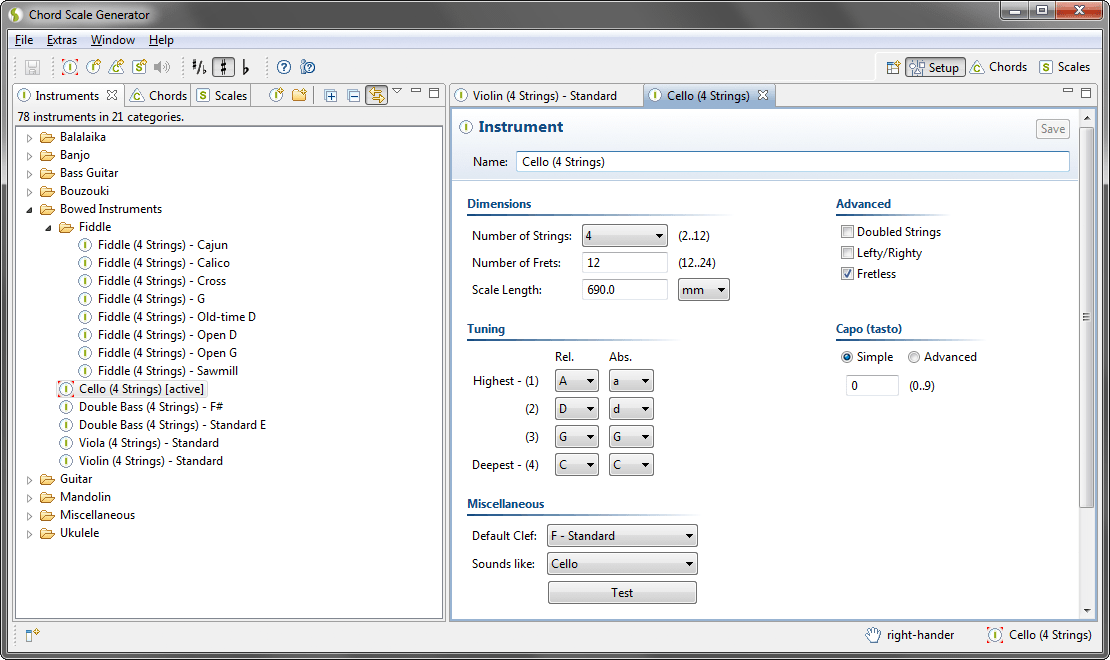 Chord Scale Generator
File Extras Window Help
Setup Chords Scales
Instruments Chords Scales
78 instruments in 21 categories.
Balalaika
Banjo
Bass Guitar
Bouzouki
Bowed Instruments
Fiddle
Fiddle (4 Strings) - Cajun
Fiddle (4 Strings) - Calico
Fiddle (4 Strings) - Cross
Fiddle (4 Strings) - G
Fiddle (4 Strings) - Old-time D
Fiddle (4 Strings) - Open D
Fiddle (4 Strings) - Open G
Fiddle (4 Strings) - Sawmill
Cello (4 Strings) [active]
Double Bass (4 Strings) - F#
Double Bass (4 Strings) - Standard E
Viola (4 Strings) - Standard
Violin (4 Strings) - Standard
Guitar
Mandolin
Miscellaneous
Ukulele
Violin (4 Strings) - Standard Cello (4 Strings)
Instrument Save
Name: Cello (4 Strings)
Dimensions
Number of Strings: 4 (2..12)
Number of Frets: 12 (12..24)
Scale Length: 690.0 mm
Advanced
Doubled Strings
Lefty/Righty
Fretless
Tuning
Rel. Abs.
Highest - (1) A a
(2) D d
(3) G G
Deepest - (4) C C
Capo (tasto)
Simple Advanced
0 (0..9)
Miscellaneous
Default Clef: F - Standard
Sounds like: Cello
Test
right-hander Cello (4 Strings)